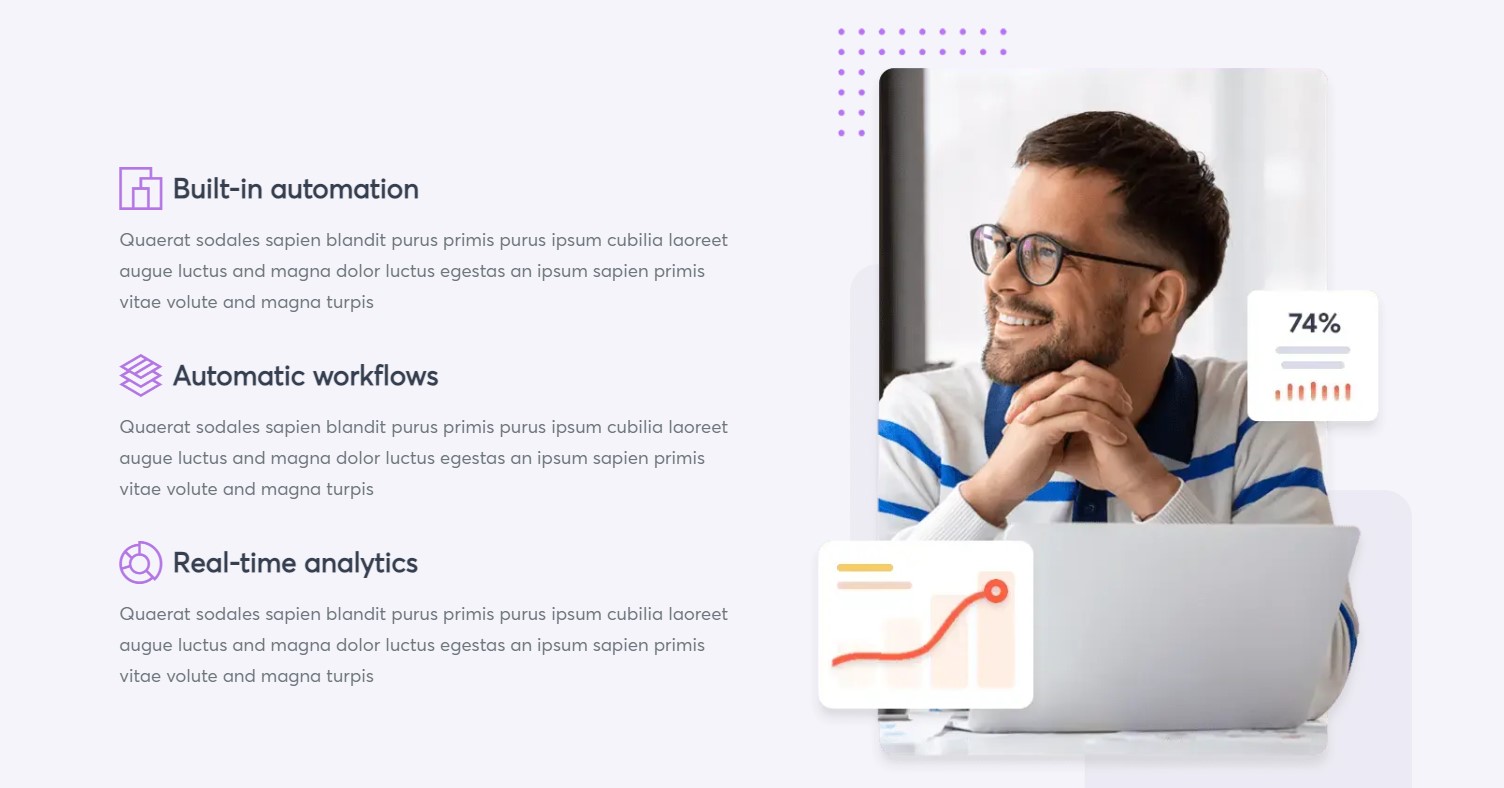 Built-in automation
Quaerat sodales sapien blandit purus primis purus ipsum cubilia laoreet
augue luctus and magna dolor luctus egestas an ipsum sapien primis
vitae volute and magna turpis
Automatic workflows
Quaerat sodales sapien blandit purus primis purus ipsum cubilia laoreet
augue luctus and magna dolor luctus egestas an ipsum sapien primis
vitae volute and magna turpis
Real-time analytics
Quaerat sodales sapien blandit purus primis purus ipsum cubilia laoreet
augue luctus and magna dolor luctus egestas an ipsum sapien primis
vitae volute and magna turpis
74%